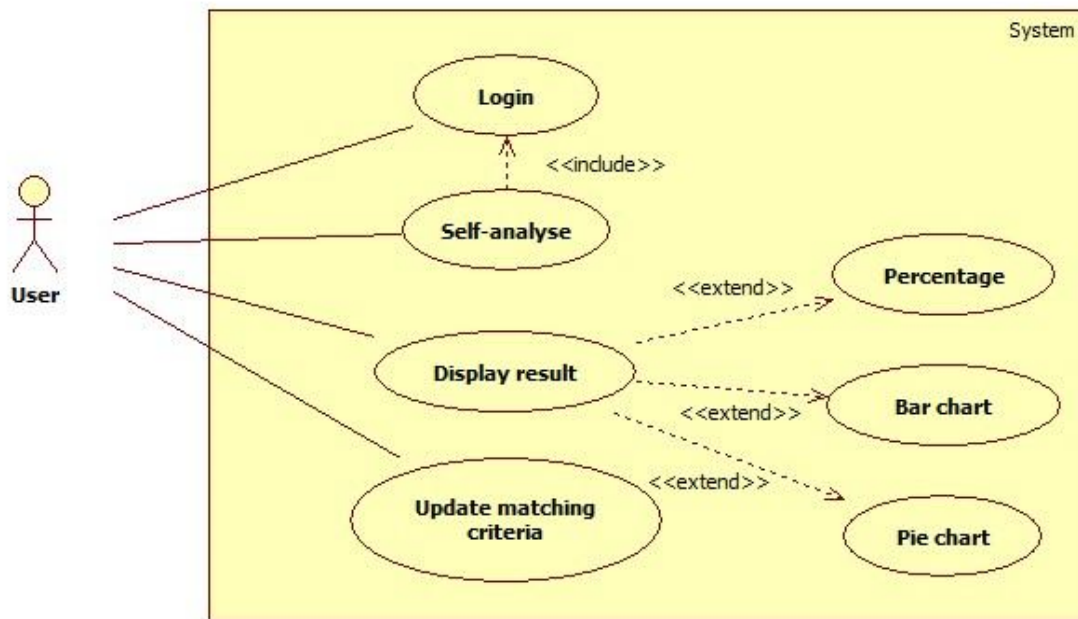 System
Login
<<include>>
Self-analyse
User
<<extend>>
Percentage
Display result
<<extend>>
Bar chart
<<extend>>
Update matching
criteria
Pie chart